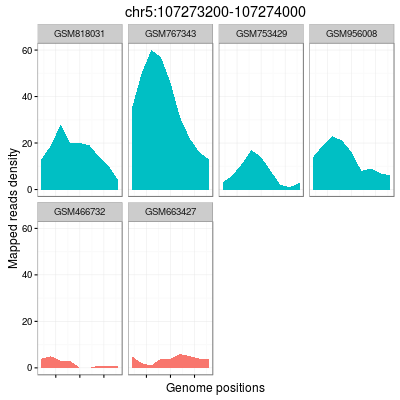 chr5:107273200-107274000
GSM818031 GSM767343 GSM753429 GSM956008
60
40
20
0
GSM466732 GSM663427
60
40
20
0
Mapped reads density
Genome positions